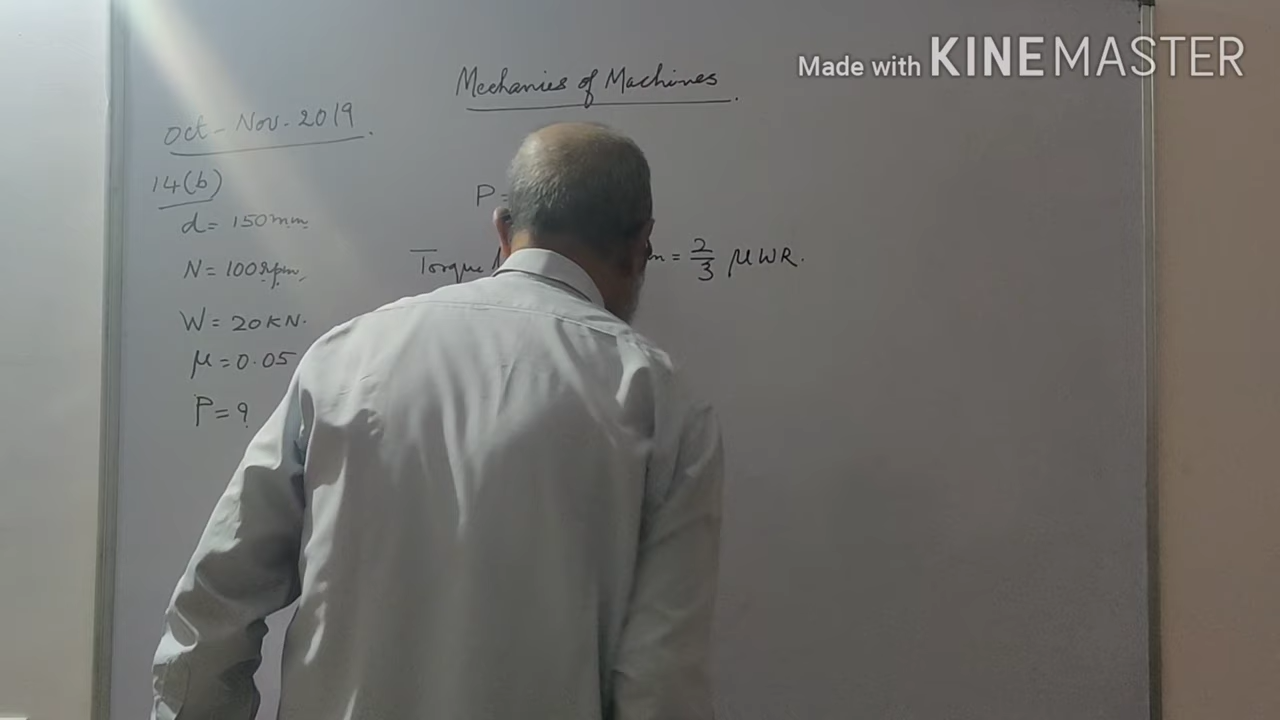 Made with KINEMASTER
Mechanics of Machines
Oct - Nov. 2019.
14(b)
d = 150mm
N = 100rpm,
W = 20KN.
μ = 0.05
P = ?
P =
Torque = 2/3 μWR.